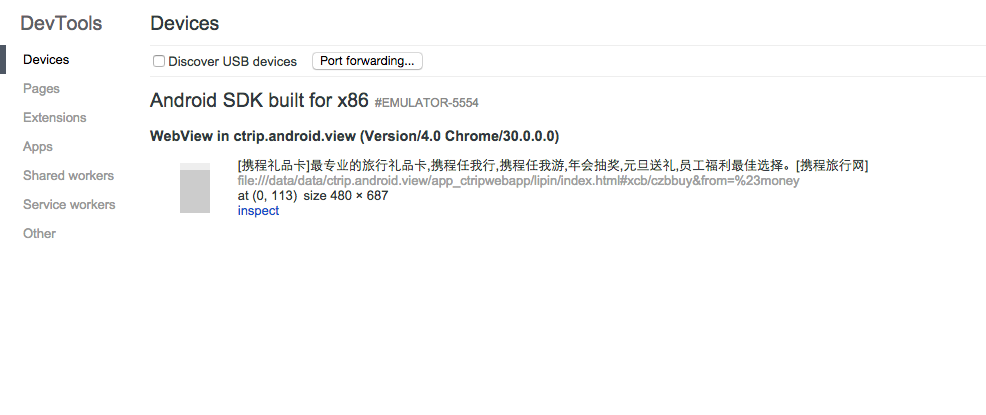 DevTools
Devices
Pages
Extensions
Apps
Shared workers
Service workers
Other
Devices
Discover USB devices
Port forwarding...
Android SDK built for x86 #EMULATOR-5554
WebView in ctrip.android.view (Version/4.0 Chrome/30.0.0.0)
[携程礼品卡]最专业的旅行礼品卡,携程任我行,携程任我游,年会抽奖,元旦送礼,员工福利最佳选择。[携程旅行网]
file:///data/data/ctrip.android.view/app_ctripwebapp/lipin/index.html#xcb/czbbuy&from=%23money
at (0, 113) size 480 × 687
inspect